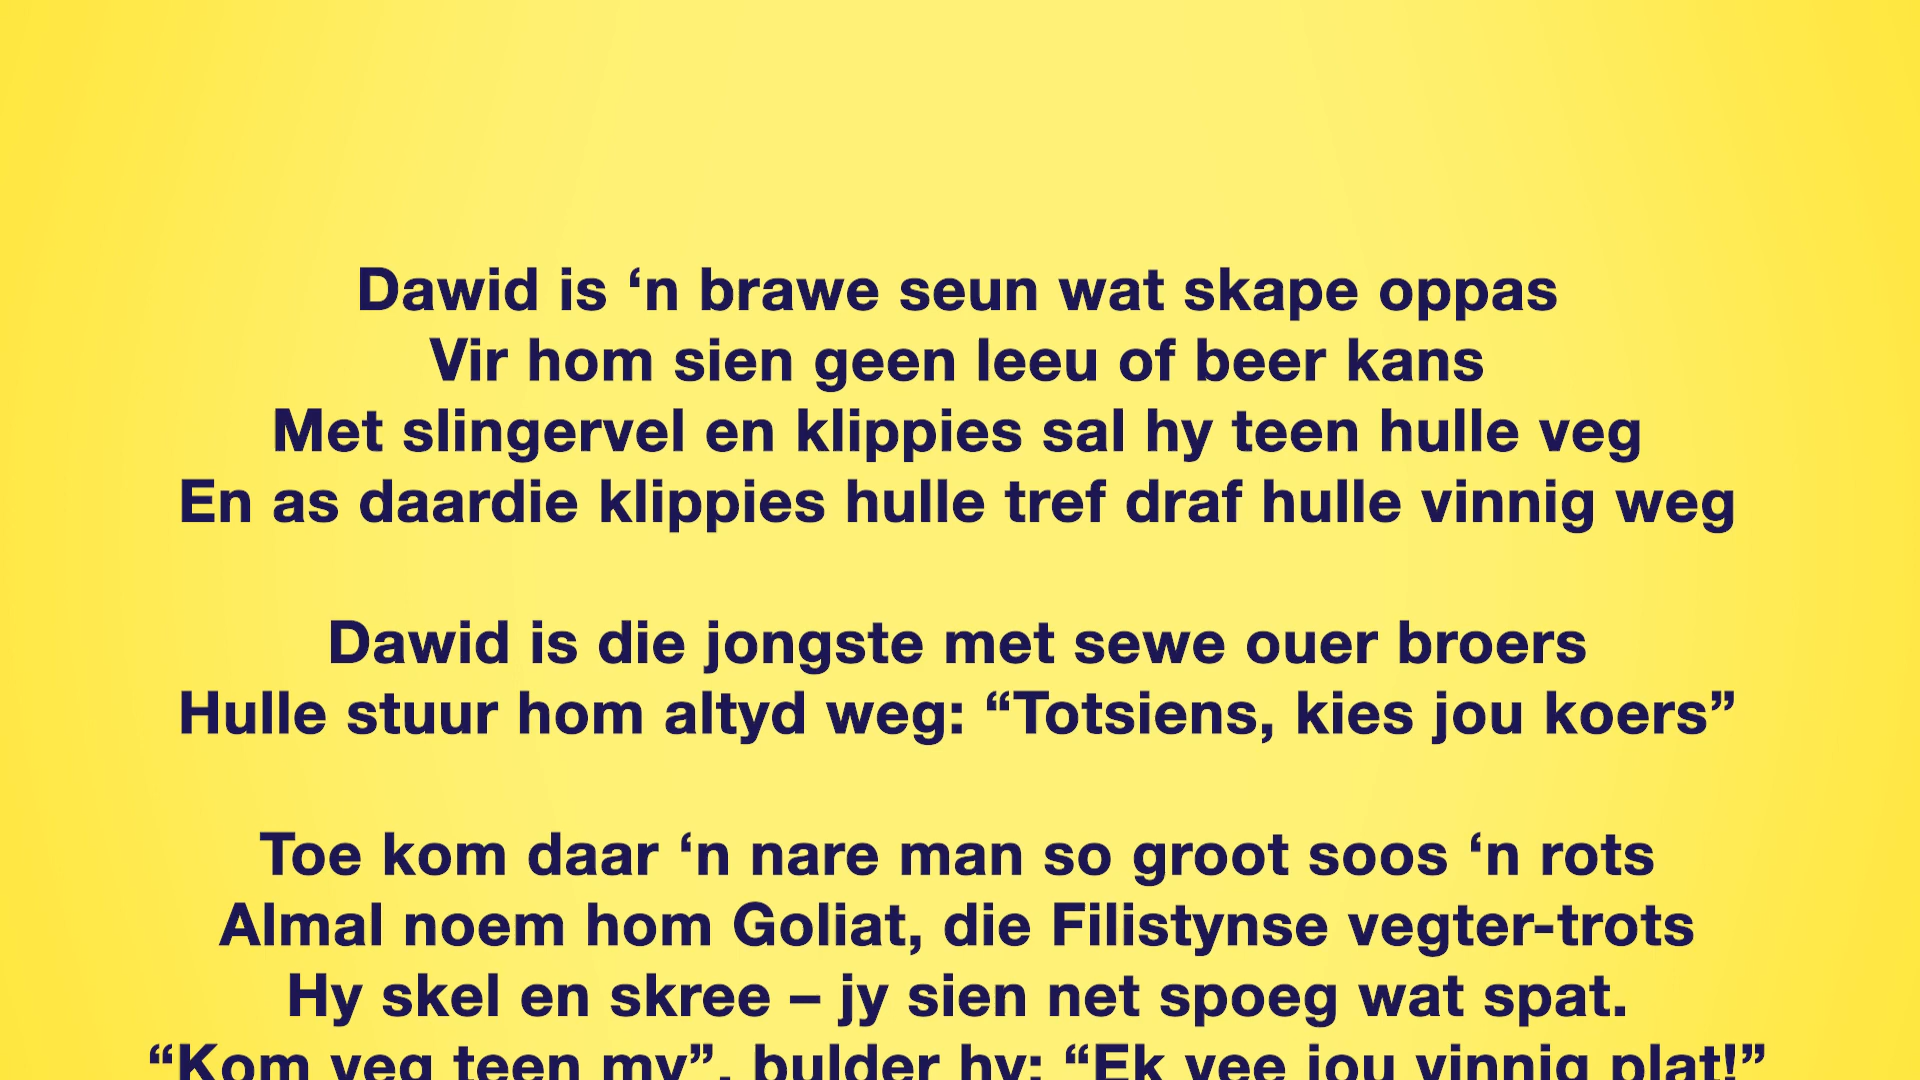 Dawid is ‘n brawe seun wat skape oppas
Vir hom sien geen leeu of beer kans
Met slingervel en klippies sal hy teen hulle veg
En as daardie klippies hulle tref draf hulle vinnig weg
Dawid is die jongste met sewe ouer broers
Hulle stuur hom altyd weg: “Totsiens, kies jou koers”
Toe kom daar ‘n nare man so groot soos ‘n rots
Almal noem hom Goliat, die Filistynse vegter-trots
Hy skel en skree – jy sien net spoeg wat spat.
“Kom veg teen my”, bulder hy: “Ek vee jou vinnig plat!”